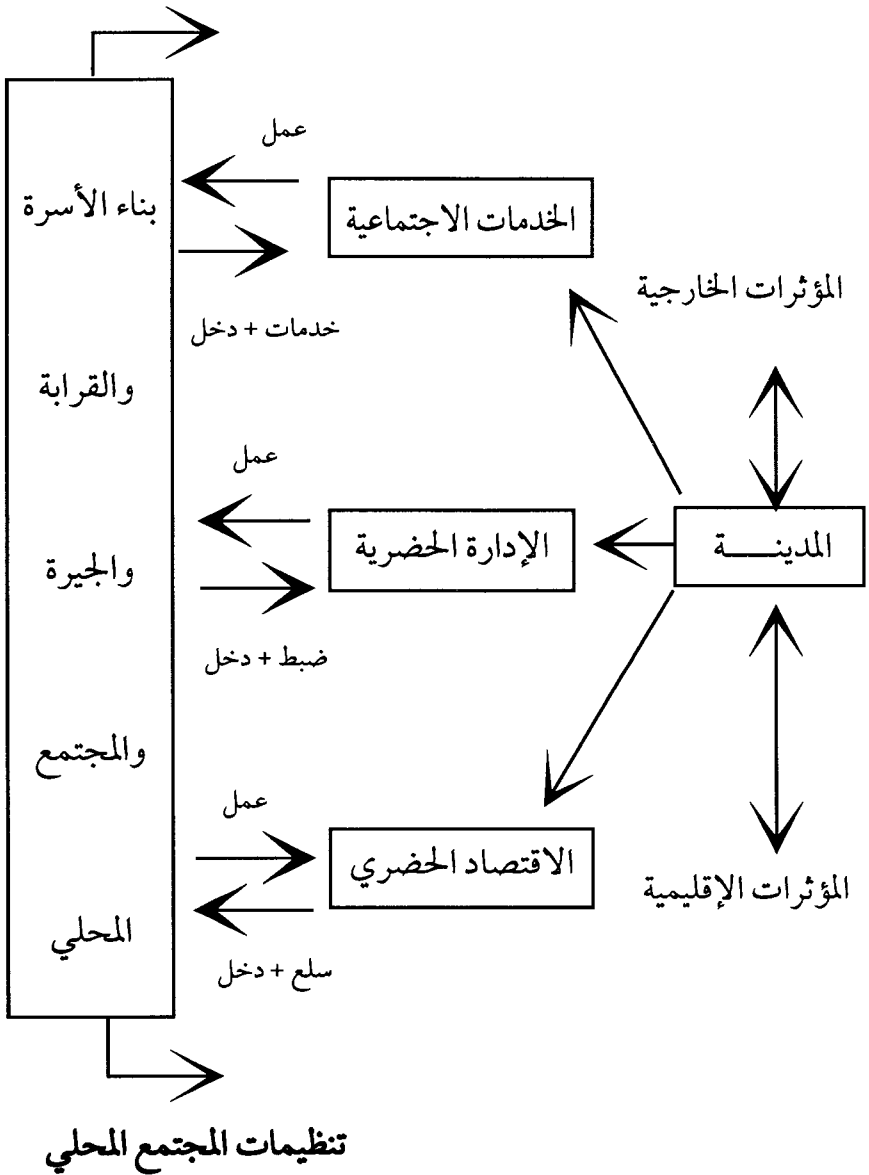 عمل
بناء الأسرة
الخدمات الاجتماعية
المؤثرات الخارجية
خدمات + دخل
والقرابة
عمل
المدينـــــة
الإدارة الحضرية
والجيرة
ضبط + دخل
والمجتمع
عمل
الاقتصاد الحضري
المؤثرات الإقليمية
المحلي
سلع + دخل
تنظيمات المجتمع المحلي